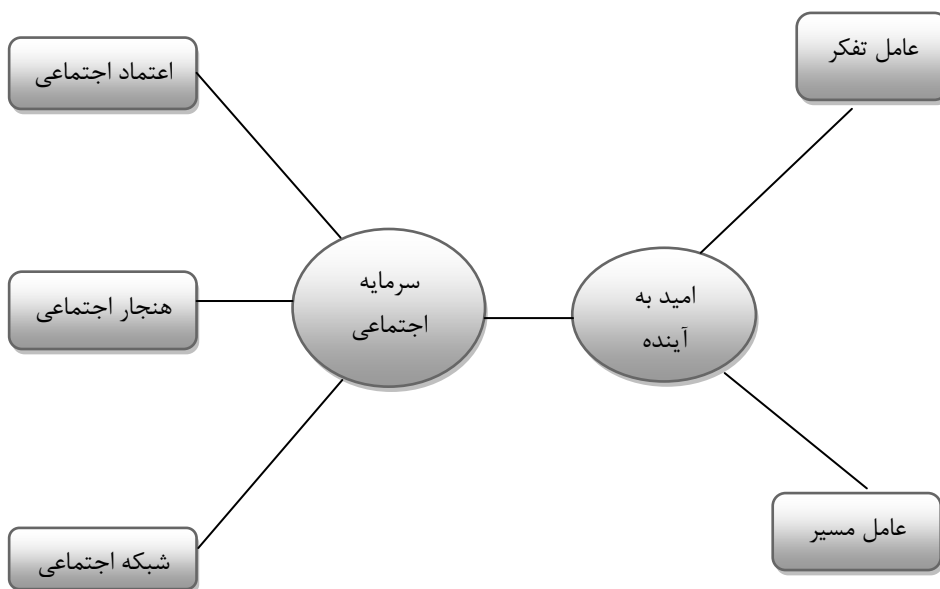 عامل تفکر
اعتماد اجتماعی
سرمایه
اجتماعی
امید به
آینده
هنجار اجتماعی
عامل مسیر
شبکه اجتماعی